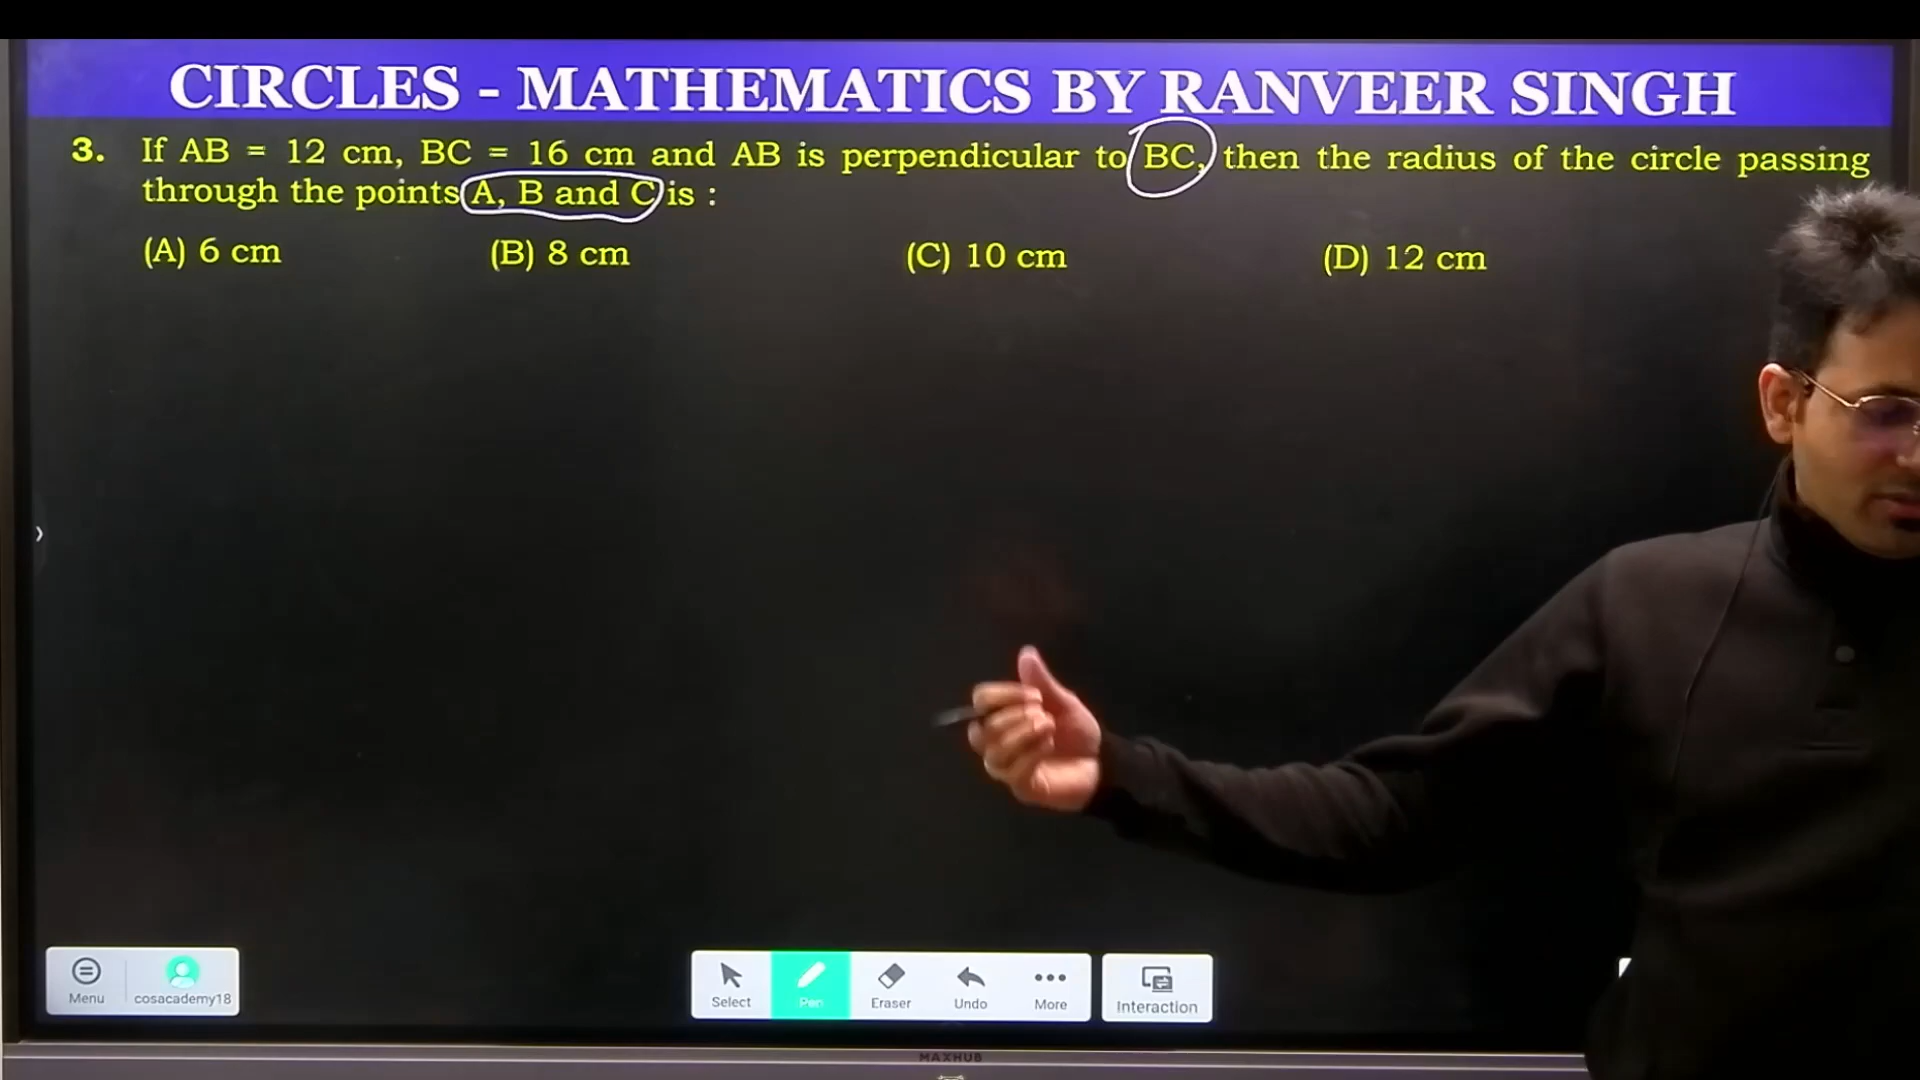 CIRCLES - MATHEMATICS BY RANVEER SINGH
3. If AB = 12 cm, BC = 16 cm and AB is perpendicular to BC, then the radius of the circle passing
through the points A, B and C is :
(A) 6 cm (B) 8 cm (C) 10 cm (D) 12 cm
Menu cosacademy18 Select Pen Eraser Undo More Interaction
MAXHUB